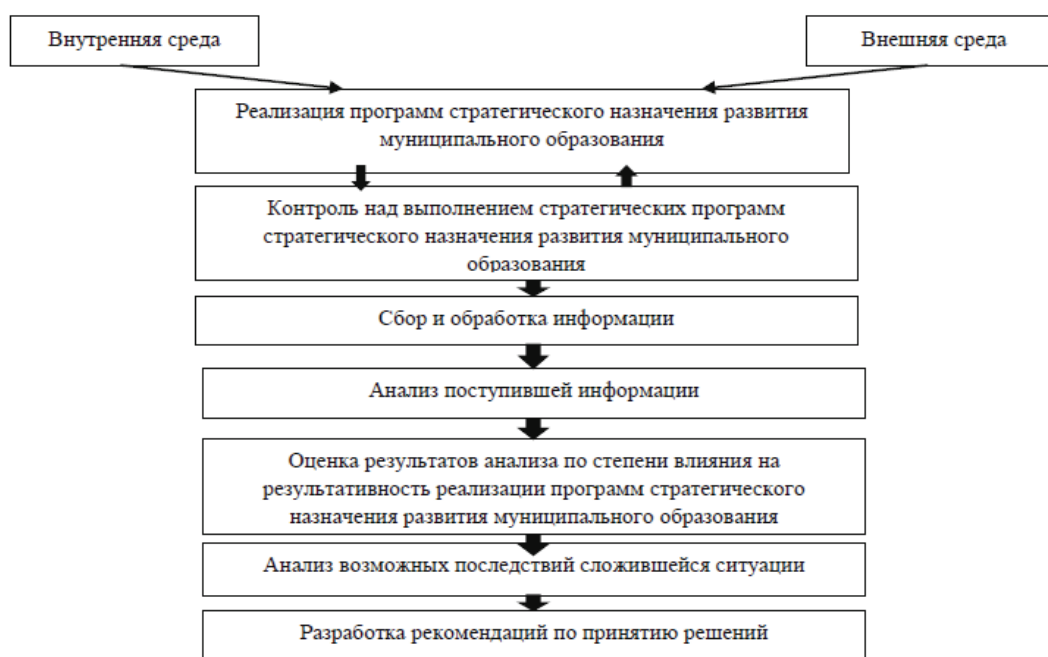 Внутренняя среда
Внешняя среда
Реализация программ стратегического назначения развития
муниципального образования
Контроль над выполнением стратегических программ
стратегического назначения развития муниципального
образования
Сбор и обработка информации
Анализ поступившей информации
Оценка результатов анализа по степени влияния на
результативность реализации программ стратегического
назначения развития муниципального образования
Анализ возможных последствий сложившейся ситуации
Разработка рекомендаций по принятию решений